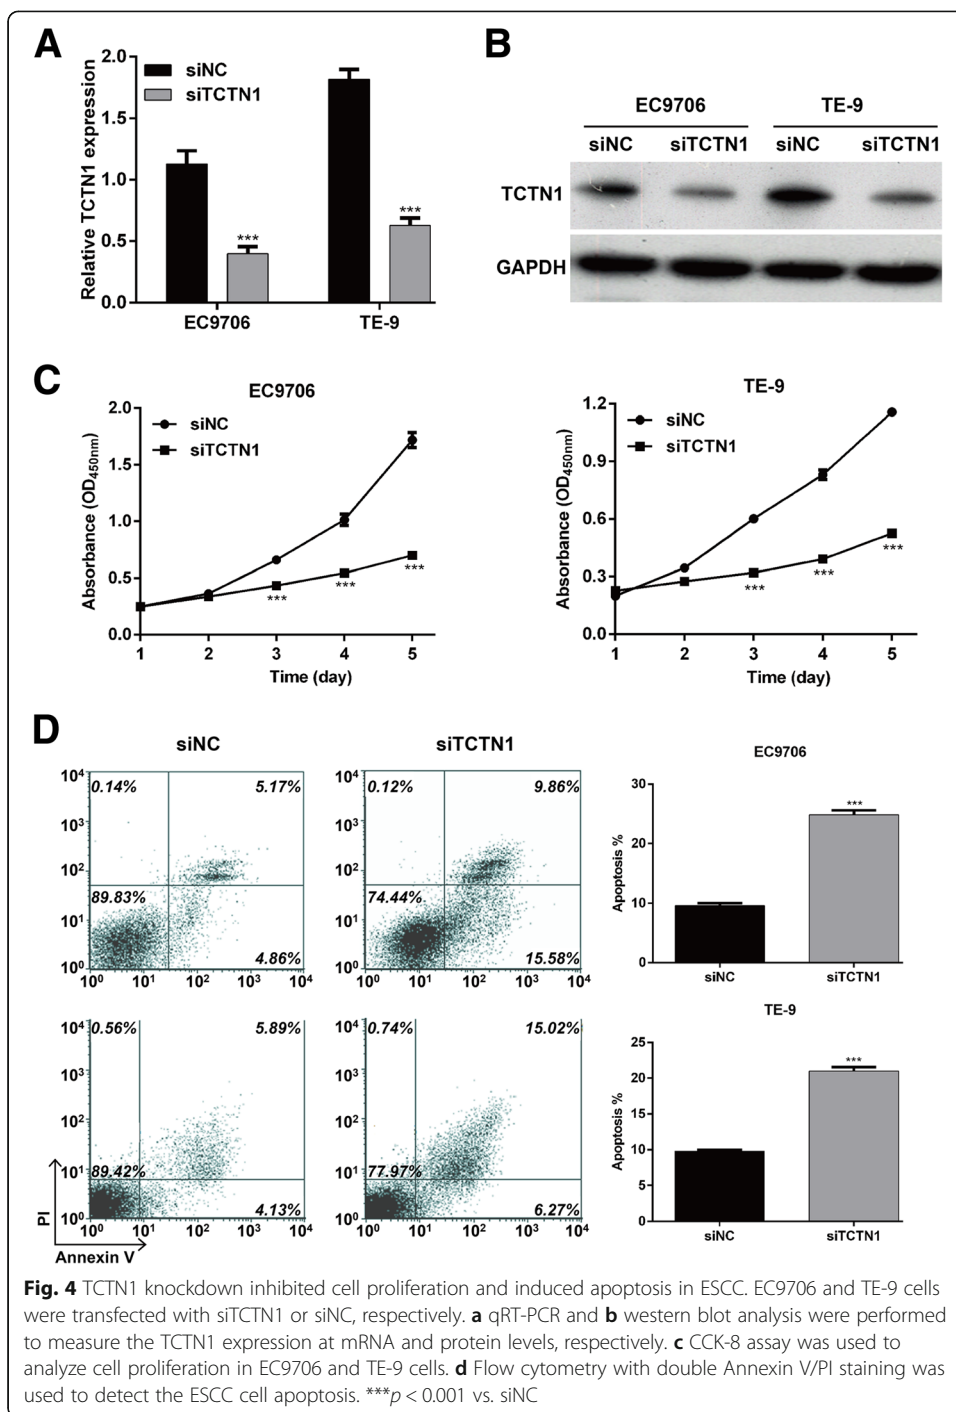 A
Relative TCTN1 expression
2.0
1.5
1.0
0.5
0.0
siNC
siTCTN1
***
***
EC9706
TE-9
B
EC9706
TE-9
siNC
siTCTN1
siNC
siTCTN1
TCTN1
GAPDH
C
EC9706
Absorbance (OD450nm)
2.0
1.5
1.0
0.5
0.0
siNC
siTCTN1
***
***
***
1 2 3 4 5
Time (day)
TE-9
Absorbance (OD450nm)
1.2
0.9
0.6
0.3
0.0
siNC
siTCTN1
***
***
***
1 2 3 4 5
Time (day)
D
siNC
siTCTN1
10⁴
10³
10²
10¹
10⁰
0.14%
5.17%
89.83%
4.86%
10⁰ 10¹ 10² 10³ 10⁴
10⁴
10³
10²
10¹
10⁰
0.12%
9.86%
74.44%
15.58%
10⁰ 10¹ 10² 10³ 10⁴
EC9706
Apoptosis %
30
20
10
0
***
siNC
siTCTN1
10⁴
10³
10²
10¹
10⁰
0.56%
5.89%
89.42%
4.13%
10⁰ 10¹ 10² 10³ 10⁴
PI
Annexin V
10⁴
10³
10²
10¹
10⁰
0.74%
15.02%
77.97%
6.27%
10⁰ 10¹ 10² 10³ 10⁴
TE-9
Apoptosis %
25
20
15
10
5
0
***
siNC
siTCTN1
Fig. 4 TCTN1 knockdown inhibited cell proliferation and induced apoptosis in ESCC. EC9706 and TE-9 cells
were transfected with siTCTN1 or siNC, respectively. a qRT-PCR and b western blot analysis were performed
to measure the TCTN1 expression at mRNA and protein levels, respectively. c CCK-8 assay was used to
analyze cell proliferation in EC9706 and TE-9 cells. d Flow cytometry with double Annexin V/PI staining was
used to detect the ESCC cell apoptosis. ***p < 0.001 vs. siNC